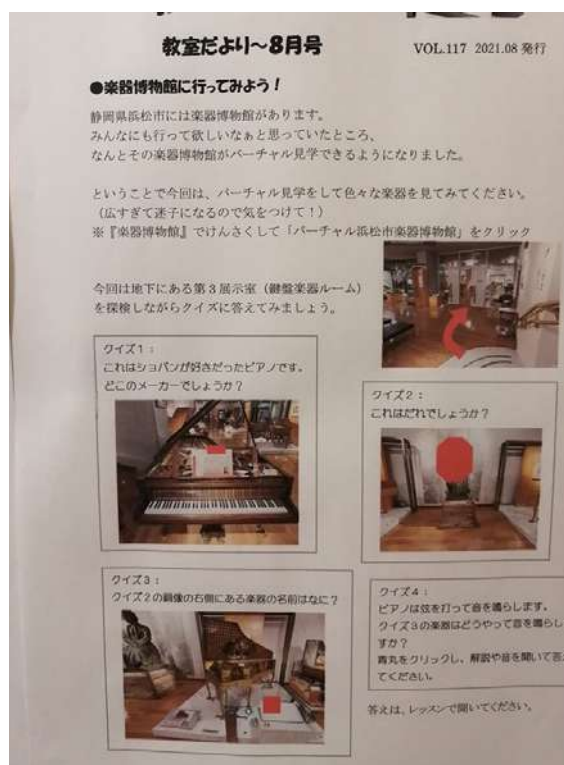 教室だより～8月号
VOL.117 2021.08 発行
●楽器博物館に行ってみよう！
静岡県浜松市には楽器博物館があります。
みんなにも行って欲しいなぁと思っていたところ、
なんとその楽器博物館がバーチャル見学できるようになりました。
ということで今回は、バーチャル見学をして色々な楽器を見てみてください。
（広すぎて迷子になるので気をつけて！）
※『楽器博物館』でけんさくして「バーチャル浜松市楽器博物館」をクリック
今回は地下にある第3展示室（鍵盤楽器ルーム）
を探検しながらクイズに答えてみましょう。
クイズ1：
これはショパンが好きだったピアノです。
どこのメーカーでしょうか？
クイズ2：
これはだれでしょうか？
クイズ3：
クイズ2の銅像の右側にある楽器の名前はなに？
クイズ4：
ピアノは弦を打って音を鳴らします。
クイズ3の楽器はどうやって音を鳴らし
すか？
青丸をクリックし、解説や音を聞いて答
てください。
答えは、レッスンで聞いてください。